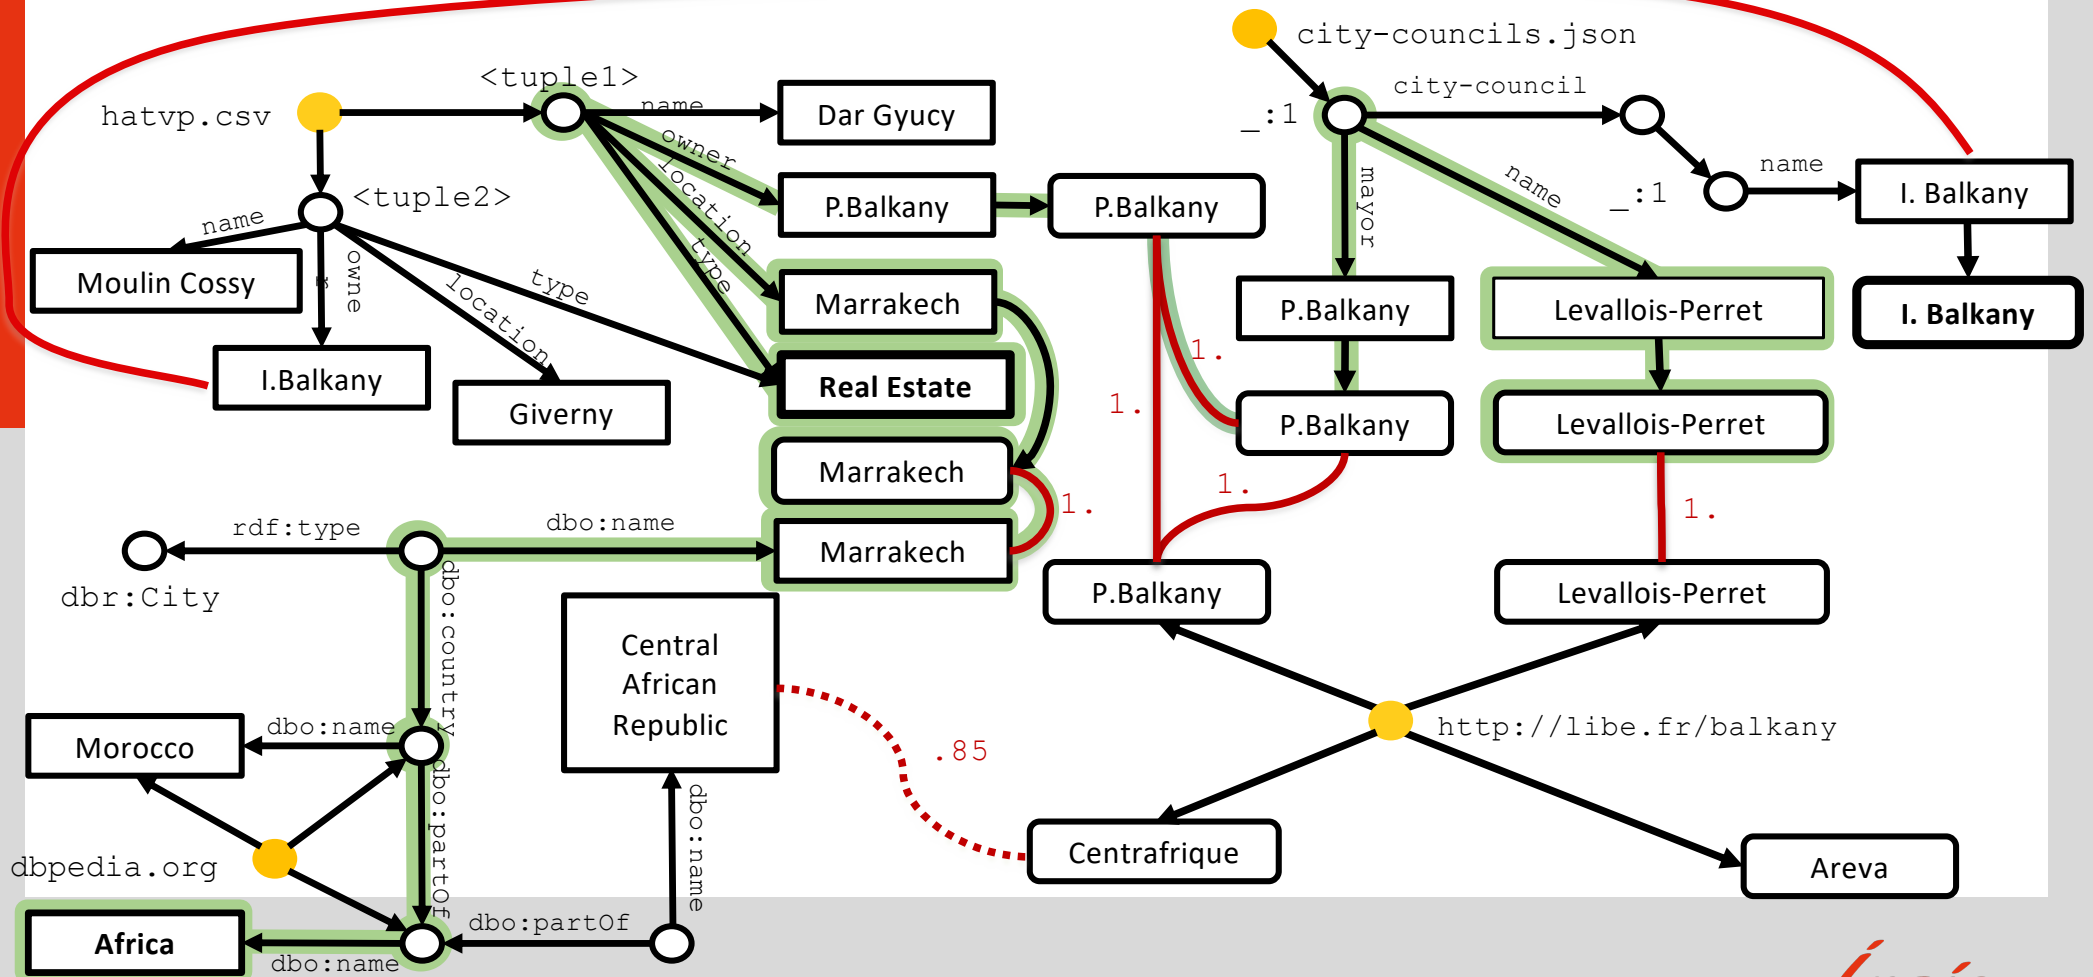 city-councils.json
<tuple1>
city-council
hatvp.csv
name
Dar Gyucy
_:1
owner
mayor
name
name
_:1
I. Balkany
<tuple2>
location
P.Balkany
P.Balkany
name
type
Moulin Cossy
owne
r
location
type
Marrakech
P.Balkany
Levallois-Perret
I. Balkany
I.Balkany
1.
Real Estate
Giverny
1.
P.Balkany
Levallois-Perret
Marrakech
1.
1.
1.
rdf:type
dbo:name
Marrakech
dbr:City
dbo:country
P.Balkany
Levallois-Perret
Central
African
Republic
Morocco
dbo:name
http://libe.fr/balkany
.85
dbo:partOf
dbo:name
dbpedia.org
Centrafrique
Areva
Africa
dbo:partOf
dbo:name